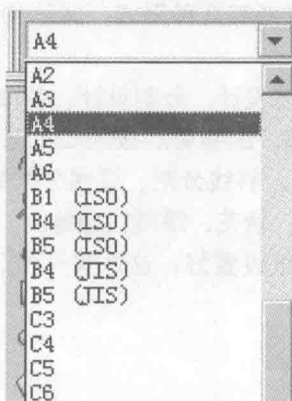 A4
A2
A3
A4
A5
A6
B1 (ISO)
B4 (ISO)
B5 (ISO)
B4 (JIS)
B5 (JIS)
C3
C4
C5
C6